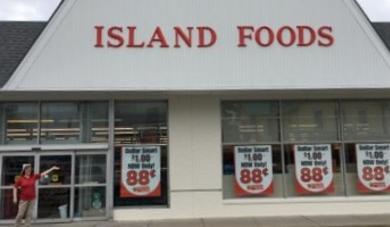 ISLAND FOODS
Dollar Smart
$1.00
NOW Only!
88¢
Dollar Smart
$1.00
NOW Only!
88¢
Dollar Smart
$1.00
NOW Only!
88¢
Dollar Smart
$1.00
NOW Only!
88¢